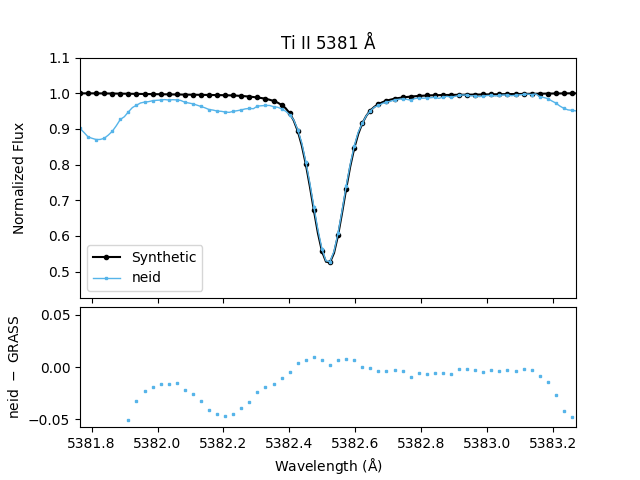 Ti II 5381 Å
1.1
1.0
0.9
0.8
0.7
0.6
0.5
Normalized Flux
Synthetic
neid
0.05
0.00
−0.05
neid − GRASS
5381.8 5382.0 5382.2 5382.4 5382.6 5382.8 5383.0 5383.2
Wavelength (Å)